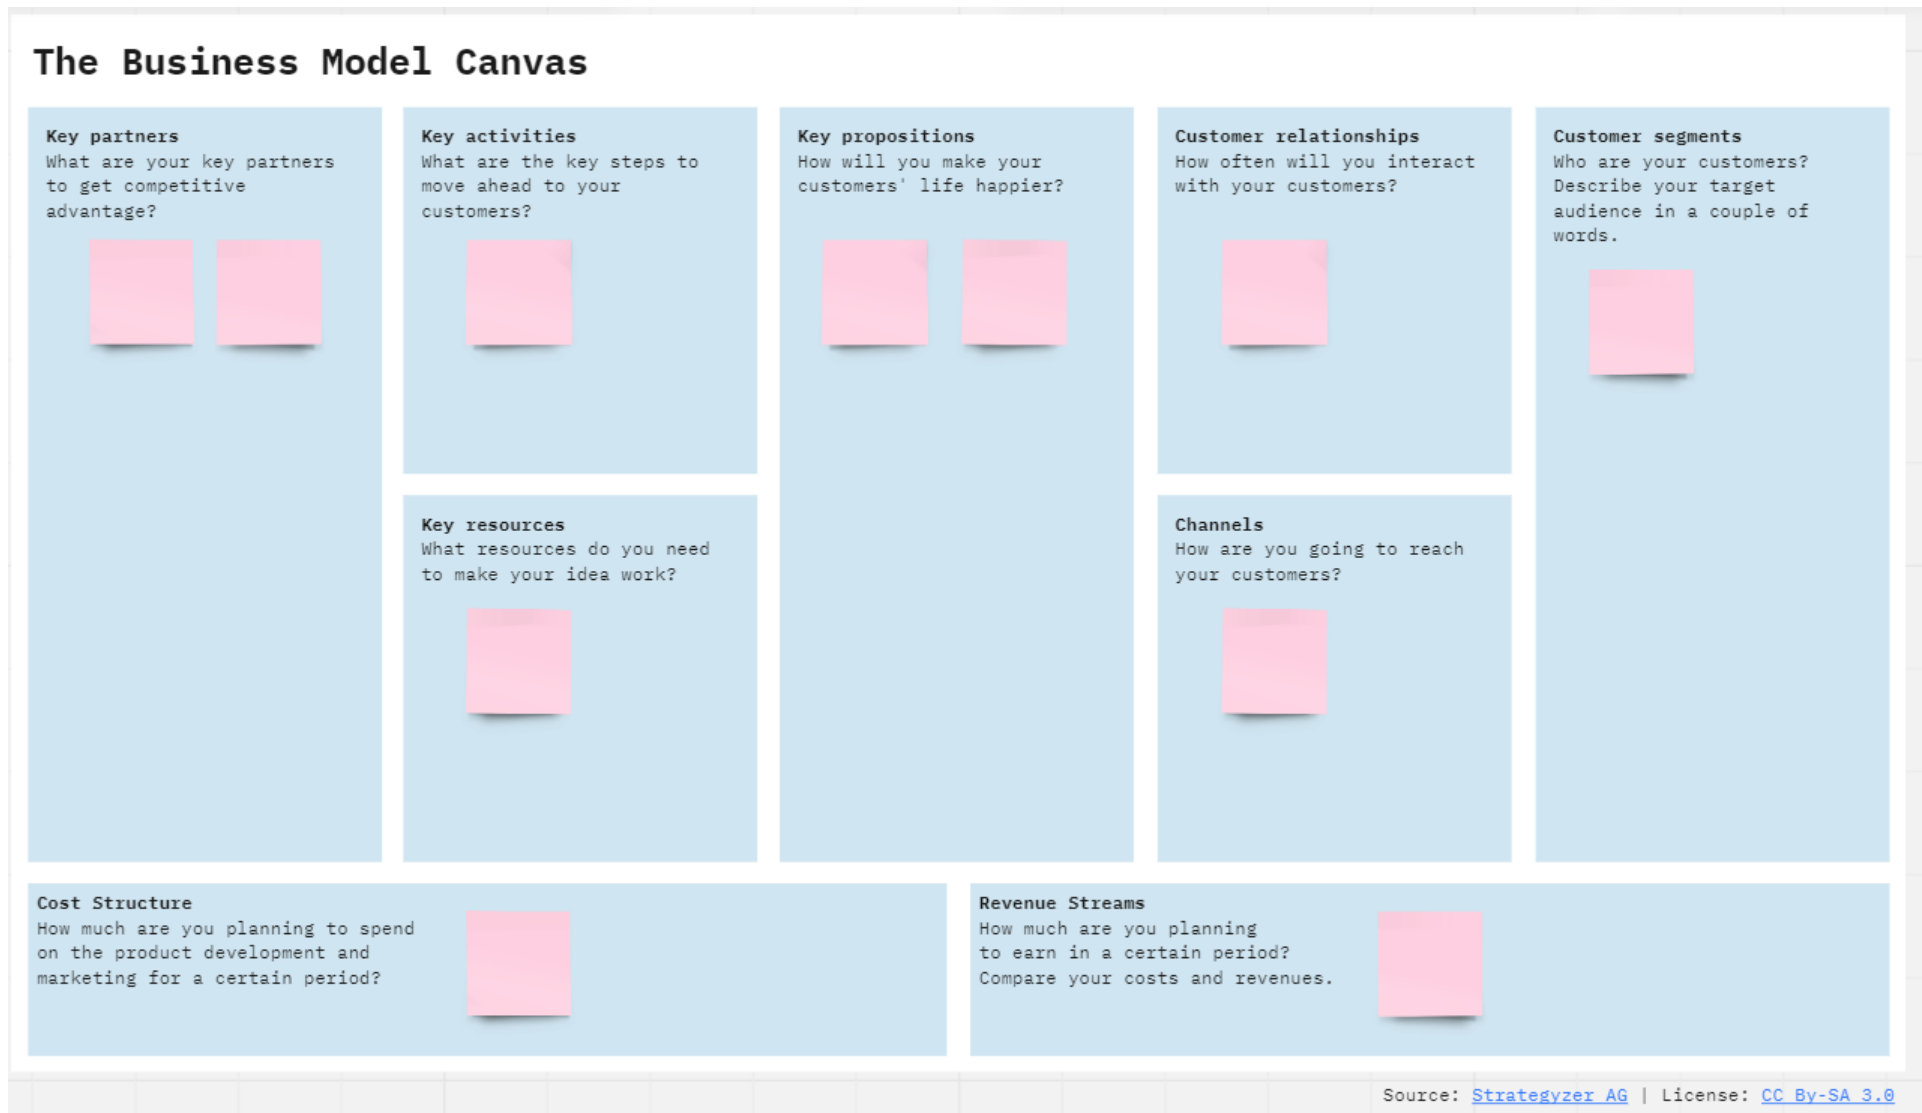 The Business Model Canvas
Key partners
What are your key partners
to get competitive
advantage?
Key activities
What are the key steps to
move ahead to your
customers?
Key propositions
How will you make your
customers' life happier?
Customer relationships
How often will you interact
with your customers?
Customer segments
Who are your customers?
Describe your target
audience in a couple of
words.
Key resources
What resources do you need
to make your idea work?
Channels
How are you going to reach
your customers?
Cost Structure
How much are you planning to spend
on the product development and
marketing for a certain period?
Revenue Streams
How much are you planning
to earn in a certain period?
Compare your costs and revenues.
Source: Strategyzer AG | License: CC By-SA 3.0